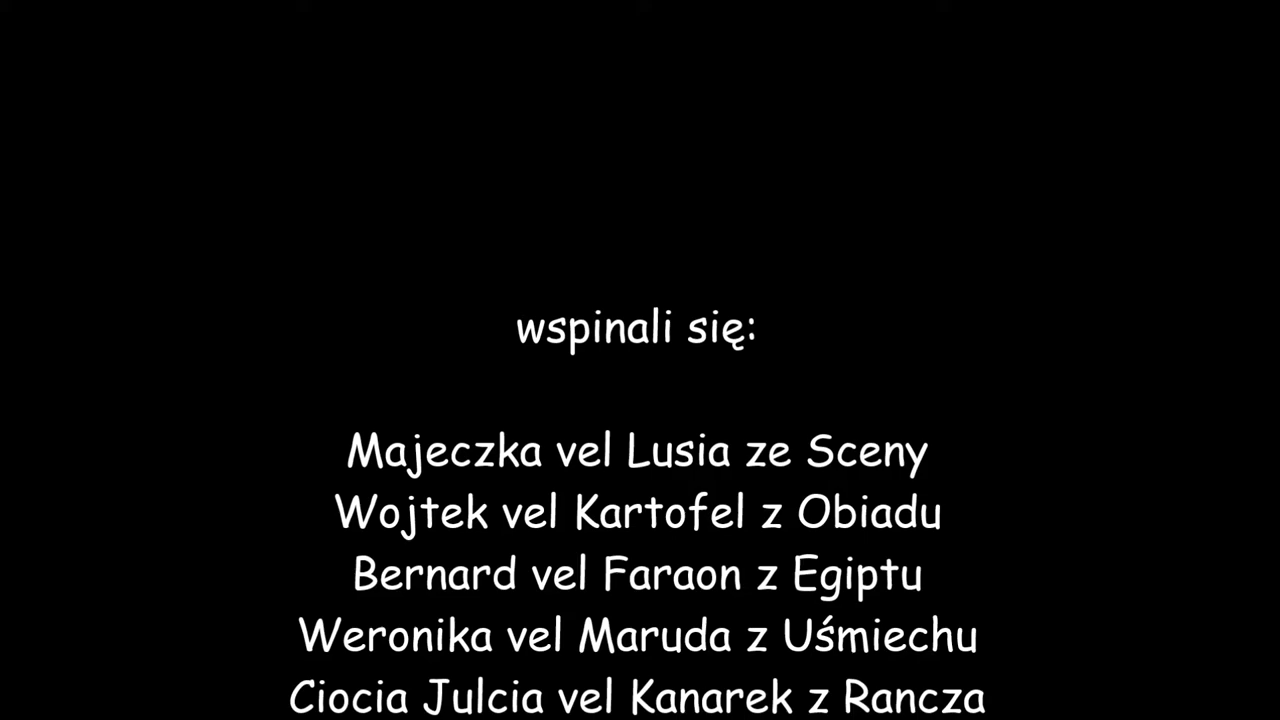 wspinali się:
Majeczka vel Lusia ze Sceny
Wojtek vel Kartofel z Obiadu
Bernard vel Faraon z Egiptu
Weronika vel Maruda z Uśmiechu
Ciocia Julcia vel Kanarek z Rancza